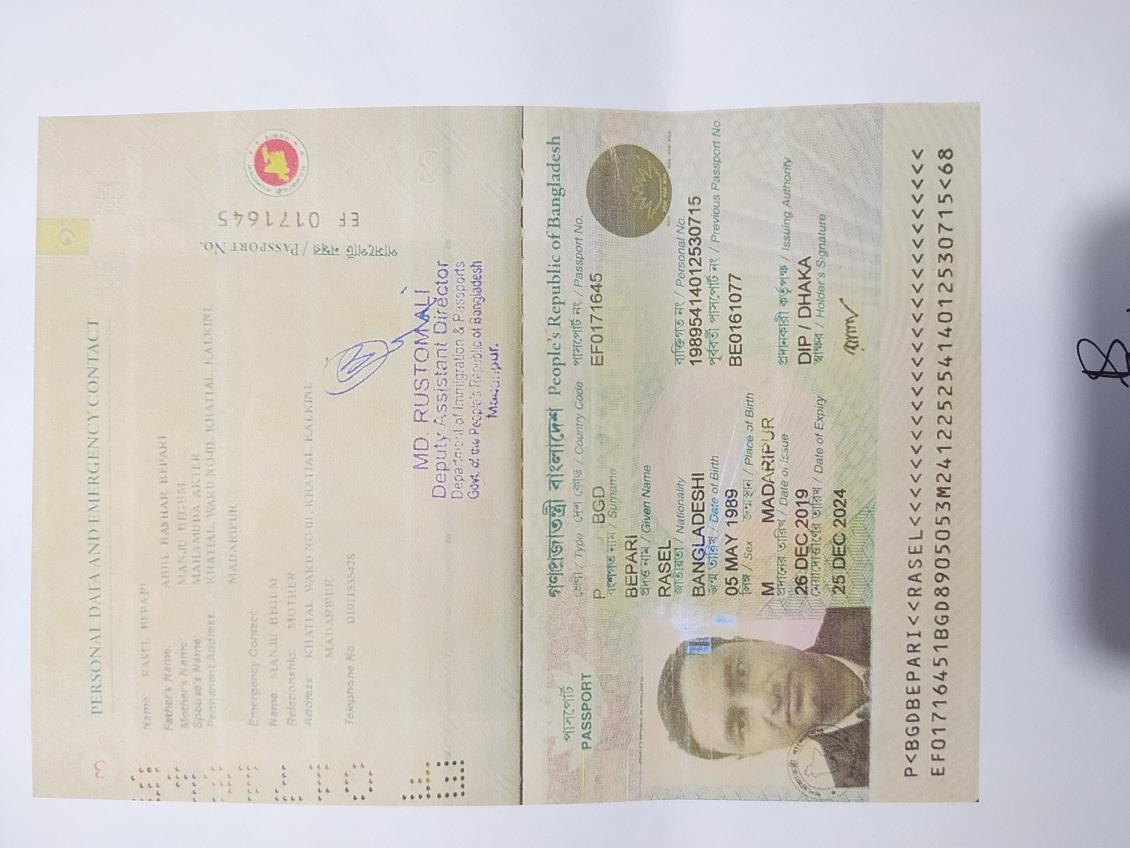 PERSONAL DATA AND EMERGENCY CONTACT
Name: RASEL BEPARI
Father's Name: ABUL BASHAR BEPARI
Mother's Name: MANJU BEGUM
Spouse's Name: MAHAMUDA AKTER
Permanent Address: KHATIAL WARD NO-01, KHATIAL, KALKINI,
MADARIPUR
Emergency Contact:
Name: MANJU BEGUM
Relationship: MOTHER
Address: KHATIAL WARD NO-01, KHATIAL, KALKINI,
MADARIPUR
Telephone No: 01911535428
পাসপোর্ট নম্বর / PASSPORT NO.
EF 0171645
MD RUSTOM ALI
Deputy Assistant Director
Department of Immigration & Passports
Govt. of the People's Republic of Bangladesh
Madaripur.
গণপ্রজাতন্ত্রী বাংলাদেশ People's Republic of Bangladesh
পাসপোর্ট
PASSPORT
শ্রেণী / Type দেশ কোড / Country Code পাসপোর্ট নং / Passport No.
P BGD EF0171645
বংশগত নাম / Surname
BEPARI
প্রদত্ত নাম / Given Name
RASEL
জাতীয়তা / Nationality ব্যক্তিগত নং / Personal No.
BANGLADESHI 19895414012530715
জন্ম তারিখ / Date of Birth পূর্ববর্তী পাসপোর্ট নং / Previous Passport No.
05 MAY 1989 BE0161077
লিঙ্গ / Sex জন্মস্থান / Place of Birth
M MADARIPUR
প্রদানের তারিখ / Date of Issue প্রদানকারী কর্তৃপক্ষ / Issuing Authority
26 DEC 2019 DIP / DHAKA
মেয়াদোত্তীর্ণের তারিখ / Date of Expiry স্বাক্ষর / Holder's Signature
25 DEC 2024
P<BGDBEPARI<<RASEL<<<<<<<<<<<<<<<<<<<<<<<<<<
EF01716451BGD8905053M241225254140125​30715<68